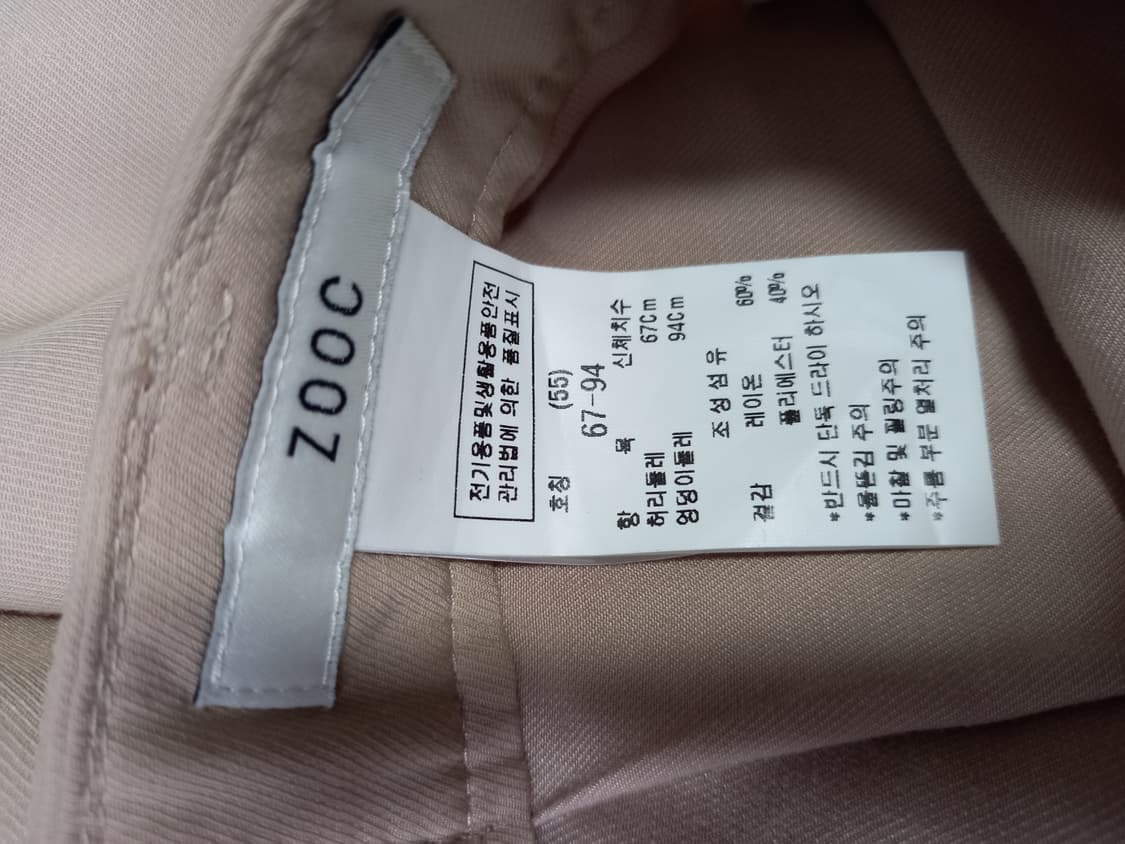 ZOOC
전기용품및생활용품안전
관리법에 의한 품질표시
호칭 (55)
67-94
항 목 신체치수
허리둘레 67Cm
엉덩이둘레 94Cm
조성섬유
겉감 레이온 60%
폴리에스터 40%
*반드시 단독 드라이 하시오
*올뜯김 주의
*마찰 및 필링주의
*주름 부문 열처리 주의